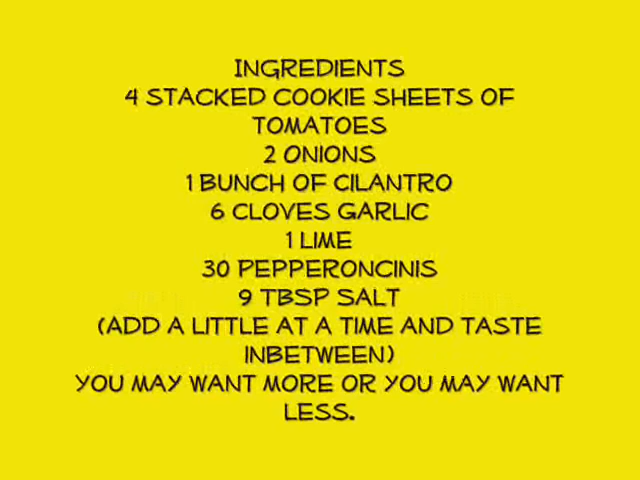 INGREDIENTS
4 STACKED COOKIE SHEETS OF
TOMATOES
2 ONIONS
1 BUNCH OF CILANTRO
6 CLOVES GARLIC
1 LIME
30 PEPPERONCINIS
9 TBSP SALT
(ADD A LITTLE AT A TIME AND TASTE
INBETWEEN)
YOU MAY WANT MORE OR YOU MAY WANT
LESS.